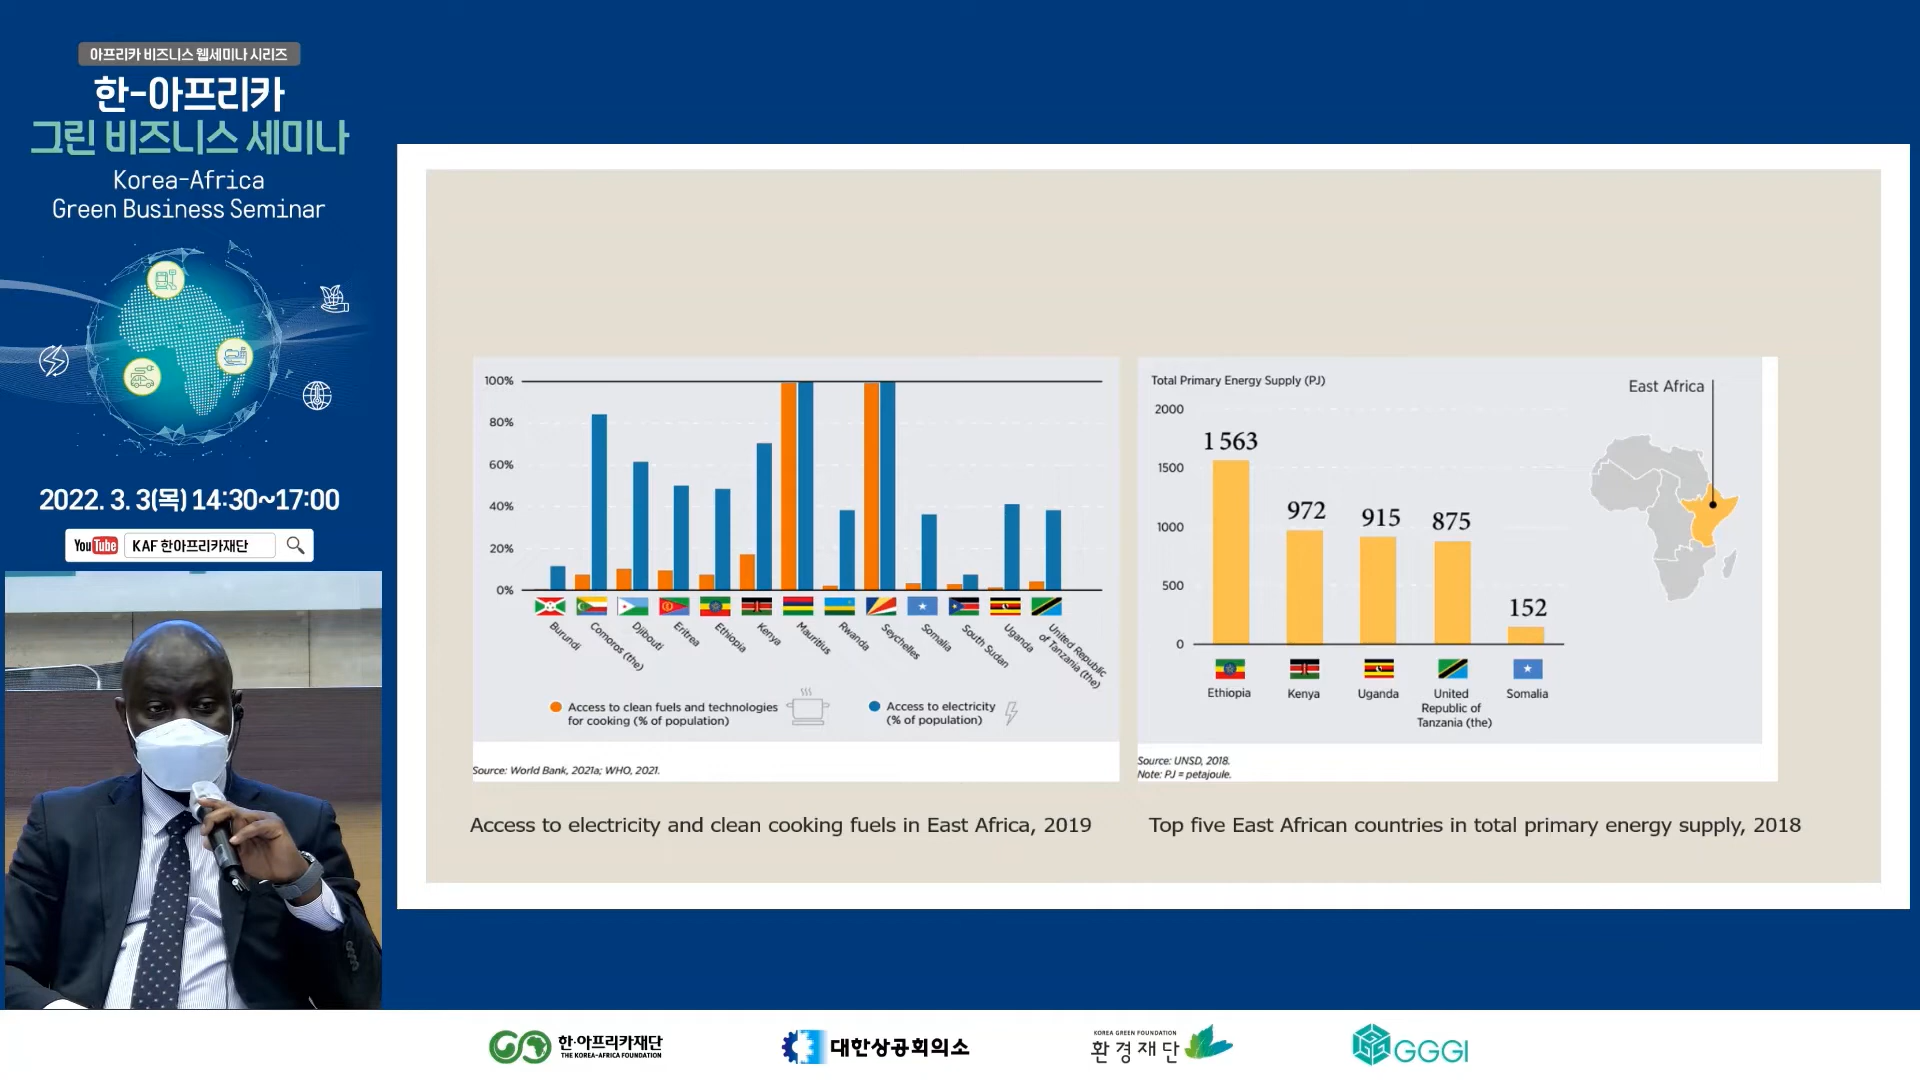 아프리카 비즈니스 웹세미나 시리즈
한-아프리카
그린 비즈니스 세미나
Korea-Africa
Green Business Seminar
2022. 3. 3(목) 14:30~17:00
YouTube KAF 한아프리카재단
100%
80%
60%
40%
20%
0%
Burundi
Comoros (the)
Djibouti
Eritrea
Ethiopia
Kenya
Mauritius
Rwanda
Seychelles
Somalia
South Sudan
Uganda
United Republic
of Tanzania (the)
Access to clean fuels and technologies
for cooking (% of population)
Access to electricity
(% of population)
Source: World Bank, 2021a; WHO, 2021.
Access to electricity and clean cooking fuels in East Africa, 2019
Total Primary Energy Supply (PJ)
East Africa
2000
1500
1000
500
0
1 563
972
915
875
152
Ethiopia
Kenya
Uganda
United
Republic of
Tanzania (the)
Somalia
Source: UNSD, 2018.
Note: PJ = petajoule.
Top five East African countries in total primary energy supply, 2018
한·아프리카재단
THE KOREA-AFRICA FOUNDATION
대한상공회의소
KOREA GREEN FOUNDATION
환경재단
GGGI